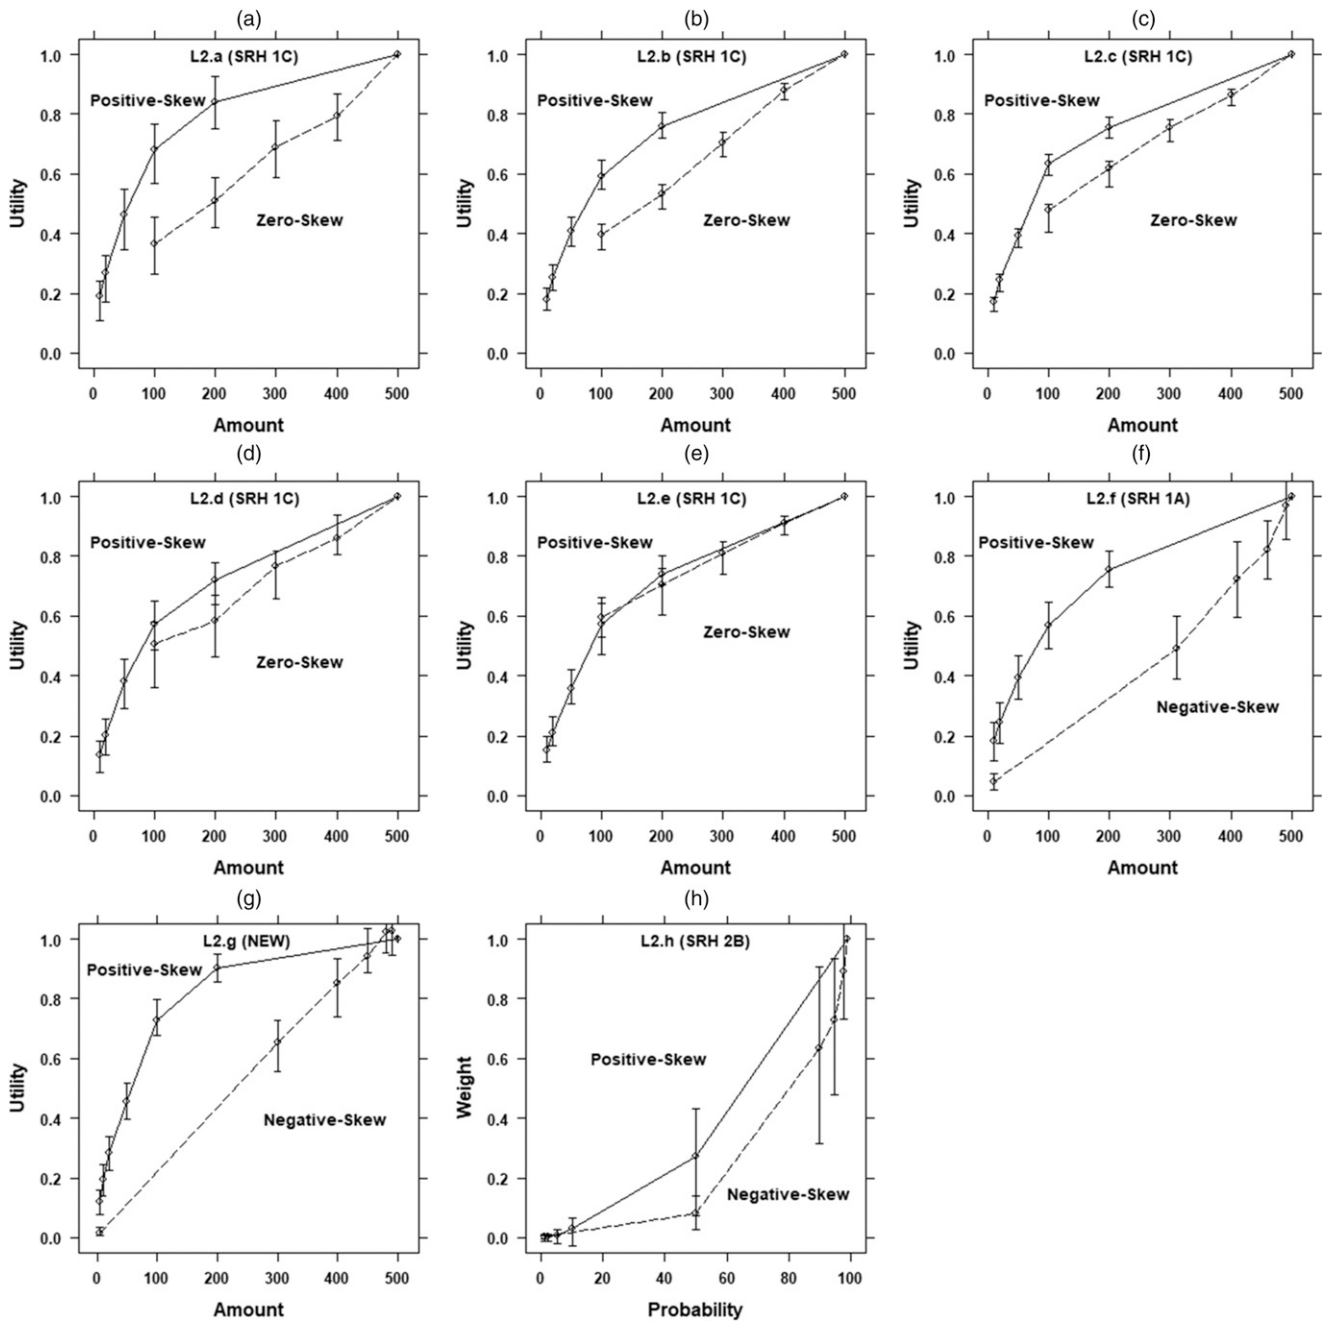 (a)
L2.a (SRH 1C)
Positive-Skew
Zero-Skew
Utility
1.0
0.8
0.6
0.4
0.2
0.0
0 100 200 300 400 500
Amount
(b)
L2.b (SRH 1C)
Positive-Skew
Zero-Skew
Utility
1.0
0.8
0.6
0.4
0.2
0.0
0 100 200 300 400 500
Amount
(c)
L2.c (SRH 1C)
Positive-Skew
Zero-Skew
Utility
1.0
0.8
0.6
0.4
0.2
0.0
0 100 200 300 400 500
Amount
(d)
L2.d (SRH 1C)
Positive-Skew
Zero-Skew
Utility
1.0
0.8
0.6
0.4
0.2
0.0
0 100 200 300 400 500
Amount
(e)
L2.e (SRH 1C)
Positive-Skew
Zero-Skew
Utility
1.0
0.8
0.6
0.4
0.2
0.0
0 100 200 300 400 500
Amount
(f)
L2.f (SRH 1A)
Positive-Skew
Negative-Skew
Utility
1.0
0.8
0.6
0.4
0.2
0.0
0 100 200 300 400 500
Amount
(g)
L2.g (NEW)
Positive-Skew
Negative-Skew
Utility
1.0
0.8
0.6
0.4
0.2
0.0
0 100 200 300 400 500
Amount
(h)
L2.h (SRH 2B)
Positive-Skew
Negative-Skew
Weight
1.0
0.8
0.6
0.4
0.2
0.0
0 20 40 60 80 100
Probability